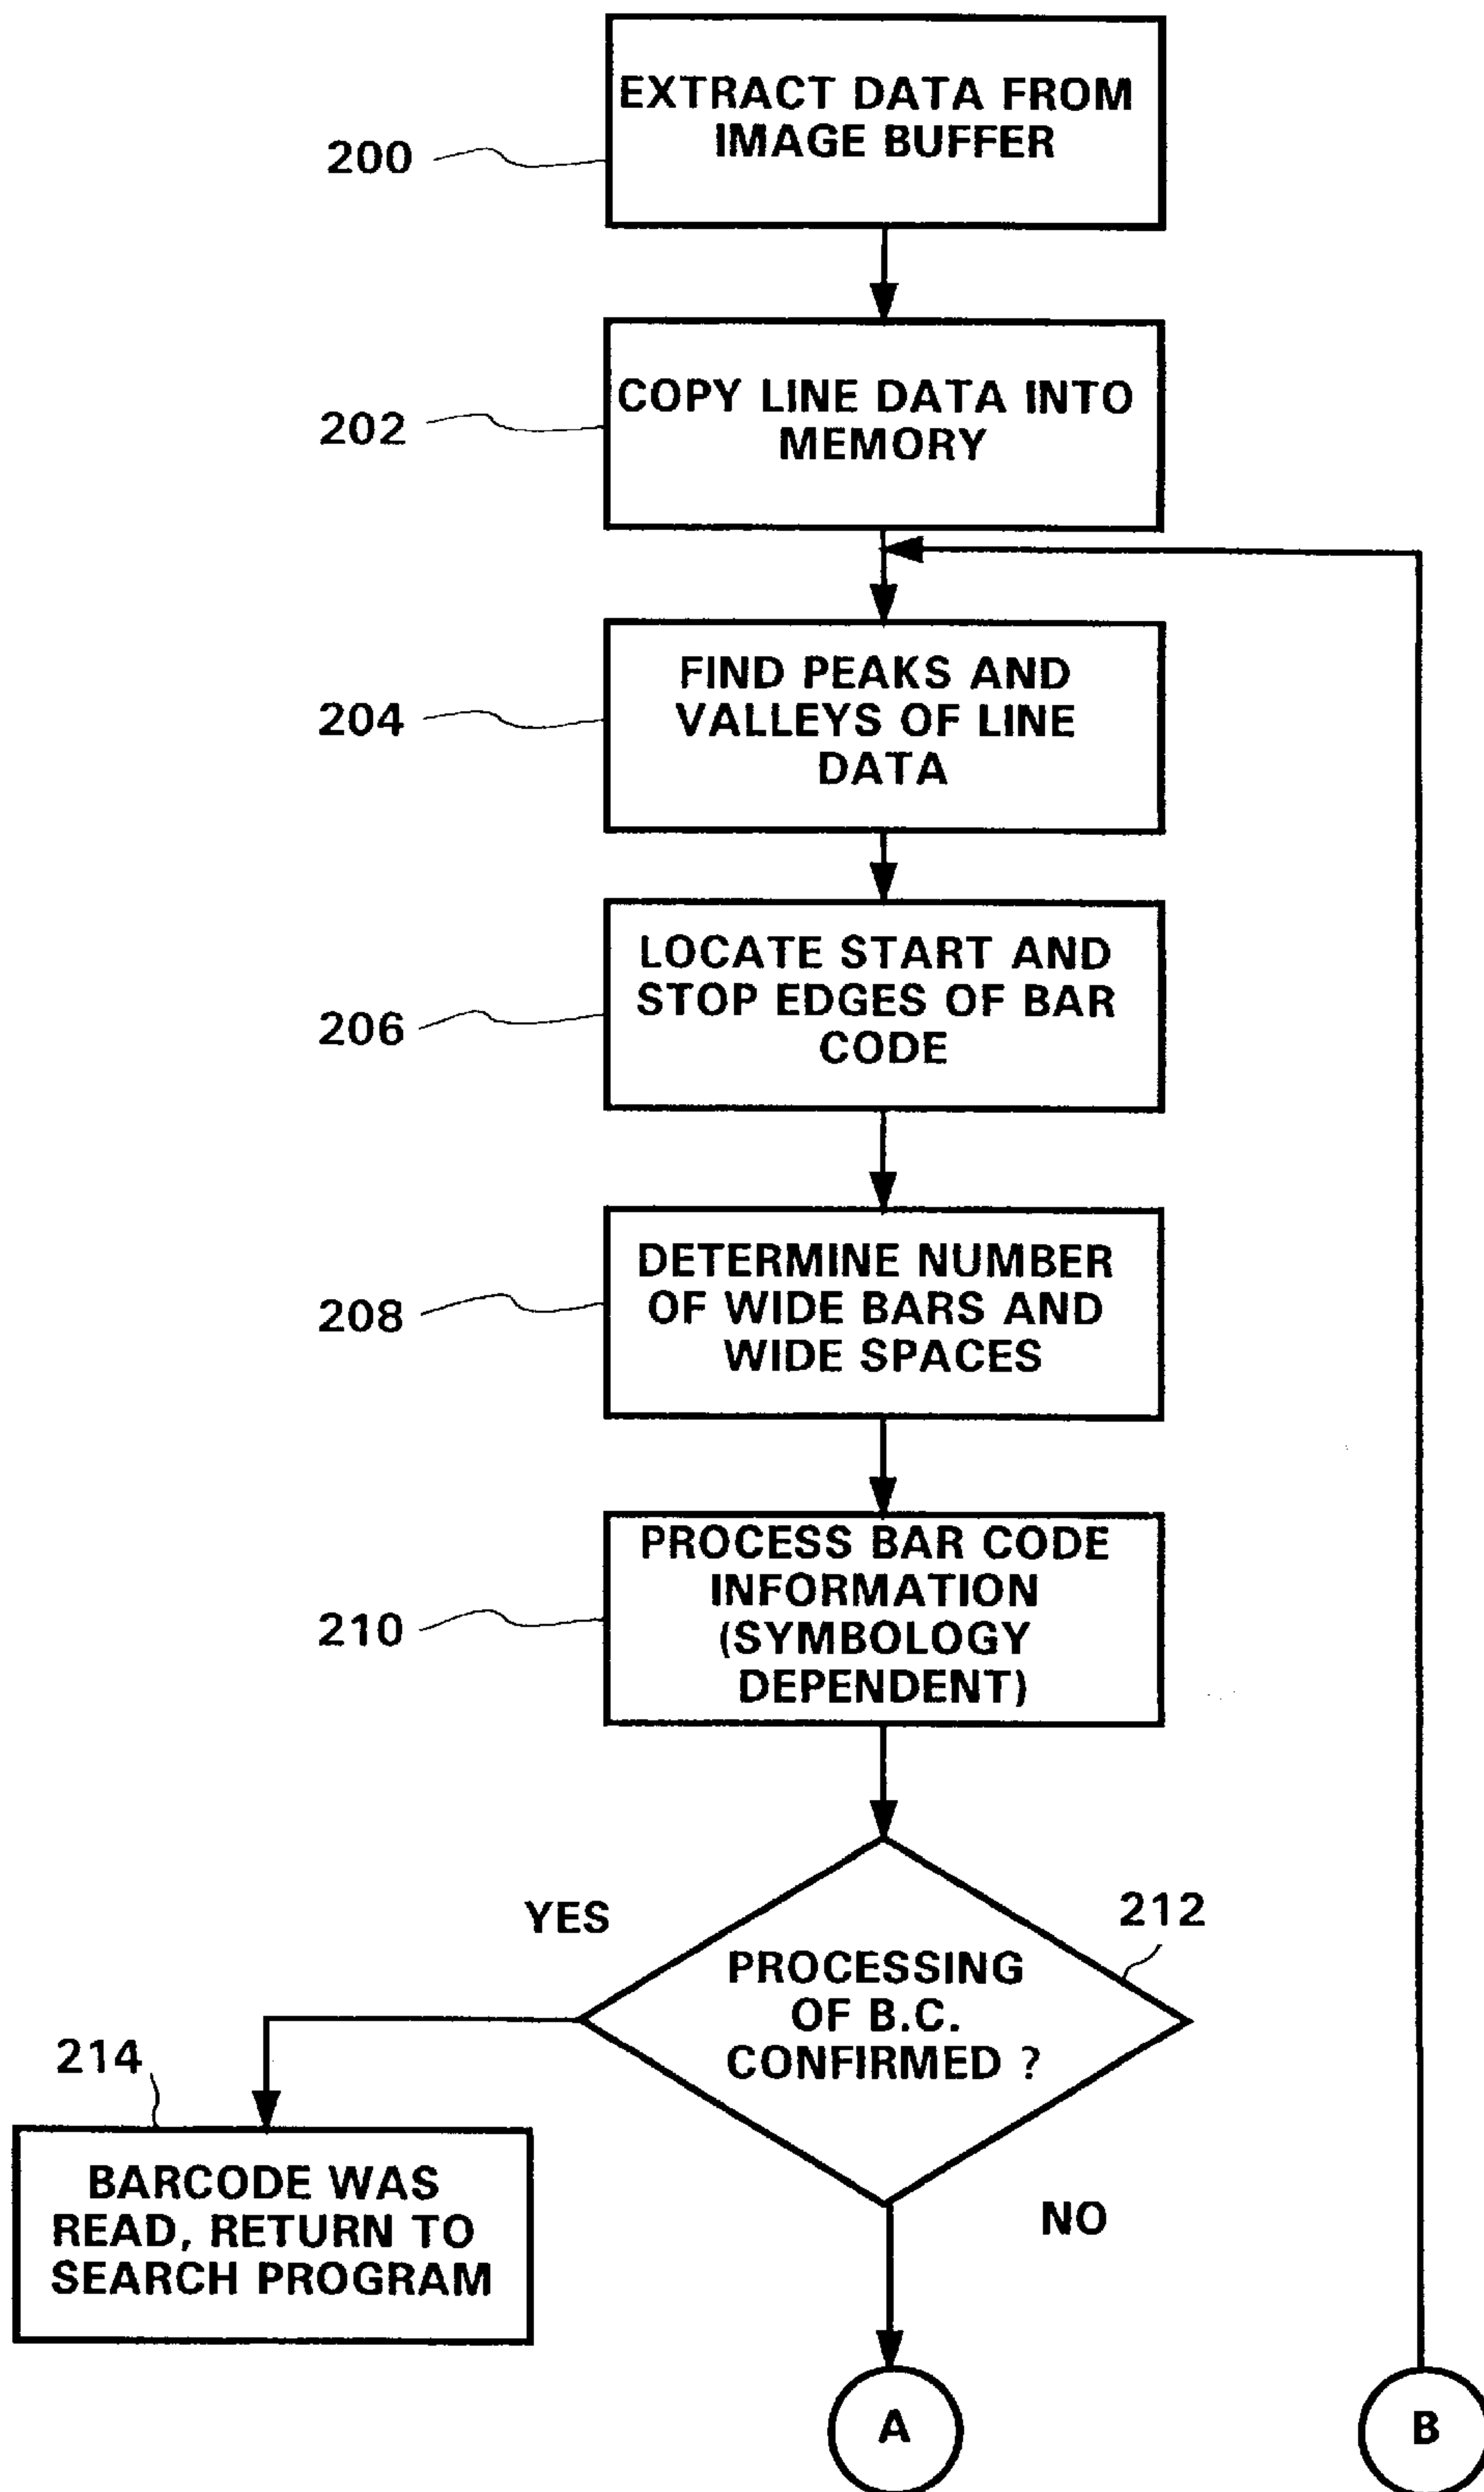 EXTRACT DATA FROM
IMAGE BUFFER
200
COPY LINE DATA INTO
MEMORY
202
FIND PEAKS AND
VALLEYS OF LINE
DATA
204
LOCATE START AND
STOP EDGES OF BAR
CODE
206
DETERMINE NUMBER
OF WIDE BARS AND
WIDE SPACES
208
PROCESS BAR CODE
INFORMATION
(SYMBOLOGY
DEPENDENT)
210
YES
212
PROCESSING
OF B.C.
CONFIRMED ?
214
BARCODE WAS
READ, RETURN TO
SEARCH PROGRAM
NO
A
B